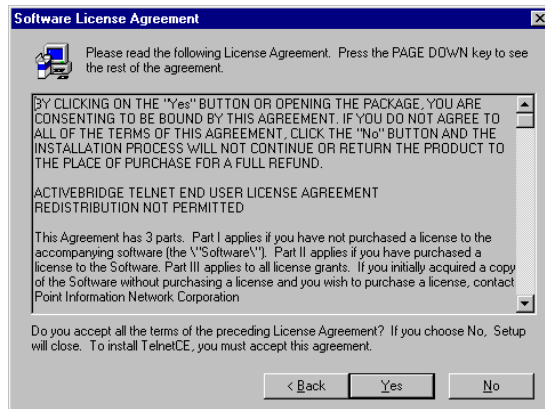 Software License Agreement
Please read the following License Agreement. Press the PAGE DOWN key to see
the rest of the agreement.
BY CLICKING ON THE "Yes" BUTTON OR OPENING THE PACKAGE, YOU ARE
CONSENTING TO BE BOUND BY THIS AGREEMENT. IF YOU DO NOT AGREE TO
ALL OF THE TERMS OF THIS AGREEMENT, CLICK THE "No" BUTTON AND THE
INSTALLATION PROCESS WILL NOT CONTINUE OR RETURN THE PRODUCT TO
THE PLACE OF PURCHASE FOR A FULL REFUND.
ACTIVEBRIDGE TELNET END USER LICENSE AGREEMENT
REDISTRIBUTION NOT PERMITTED
This Agreement has 3 parts. Part I applies if you have not purchased a license to the
accompanying software (the \"Software\"). Part II applies if you have purchased a
license to the Software. Part III applies to all license grants. If you initially acquired a copy
of the Software without purchasing a license and you wish to purchase a license, contact
Point Information Network Corporation
Do you accept all the terms of the preceding License Agreement? If you choose No, Setup
will close. To install TelnetCE, you must accept this agreement.
< Back
Yes
No